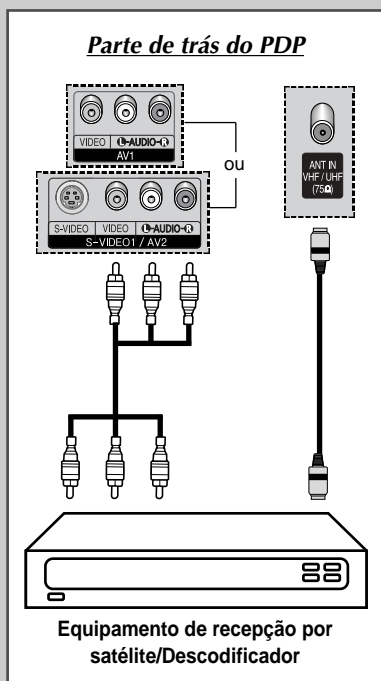 Parte de trás do PDP
VIDEO L-AUDIO-R
AV1
ou
S-VIDEO VIDEO L-AUDIO-R
S-VIDEO1 / AV2
ANT IN
VHF / UHF
(75Ω)
Equipamento de recepção por
satélite/Descodificador